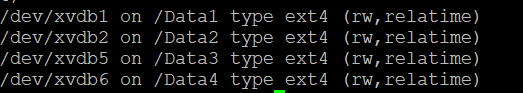 /dev/xvdb1 on /Data1 type ext4 (rw,relatime)
/dev/xvdb2 on /Data2 type ext4 (rw,relatime)
/dev/xvdb5 on /Data3 type ext4 (rw,relatime)
/dev/xvdb6 on /Data4 type ext4 (rw,relatime)